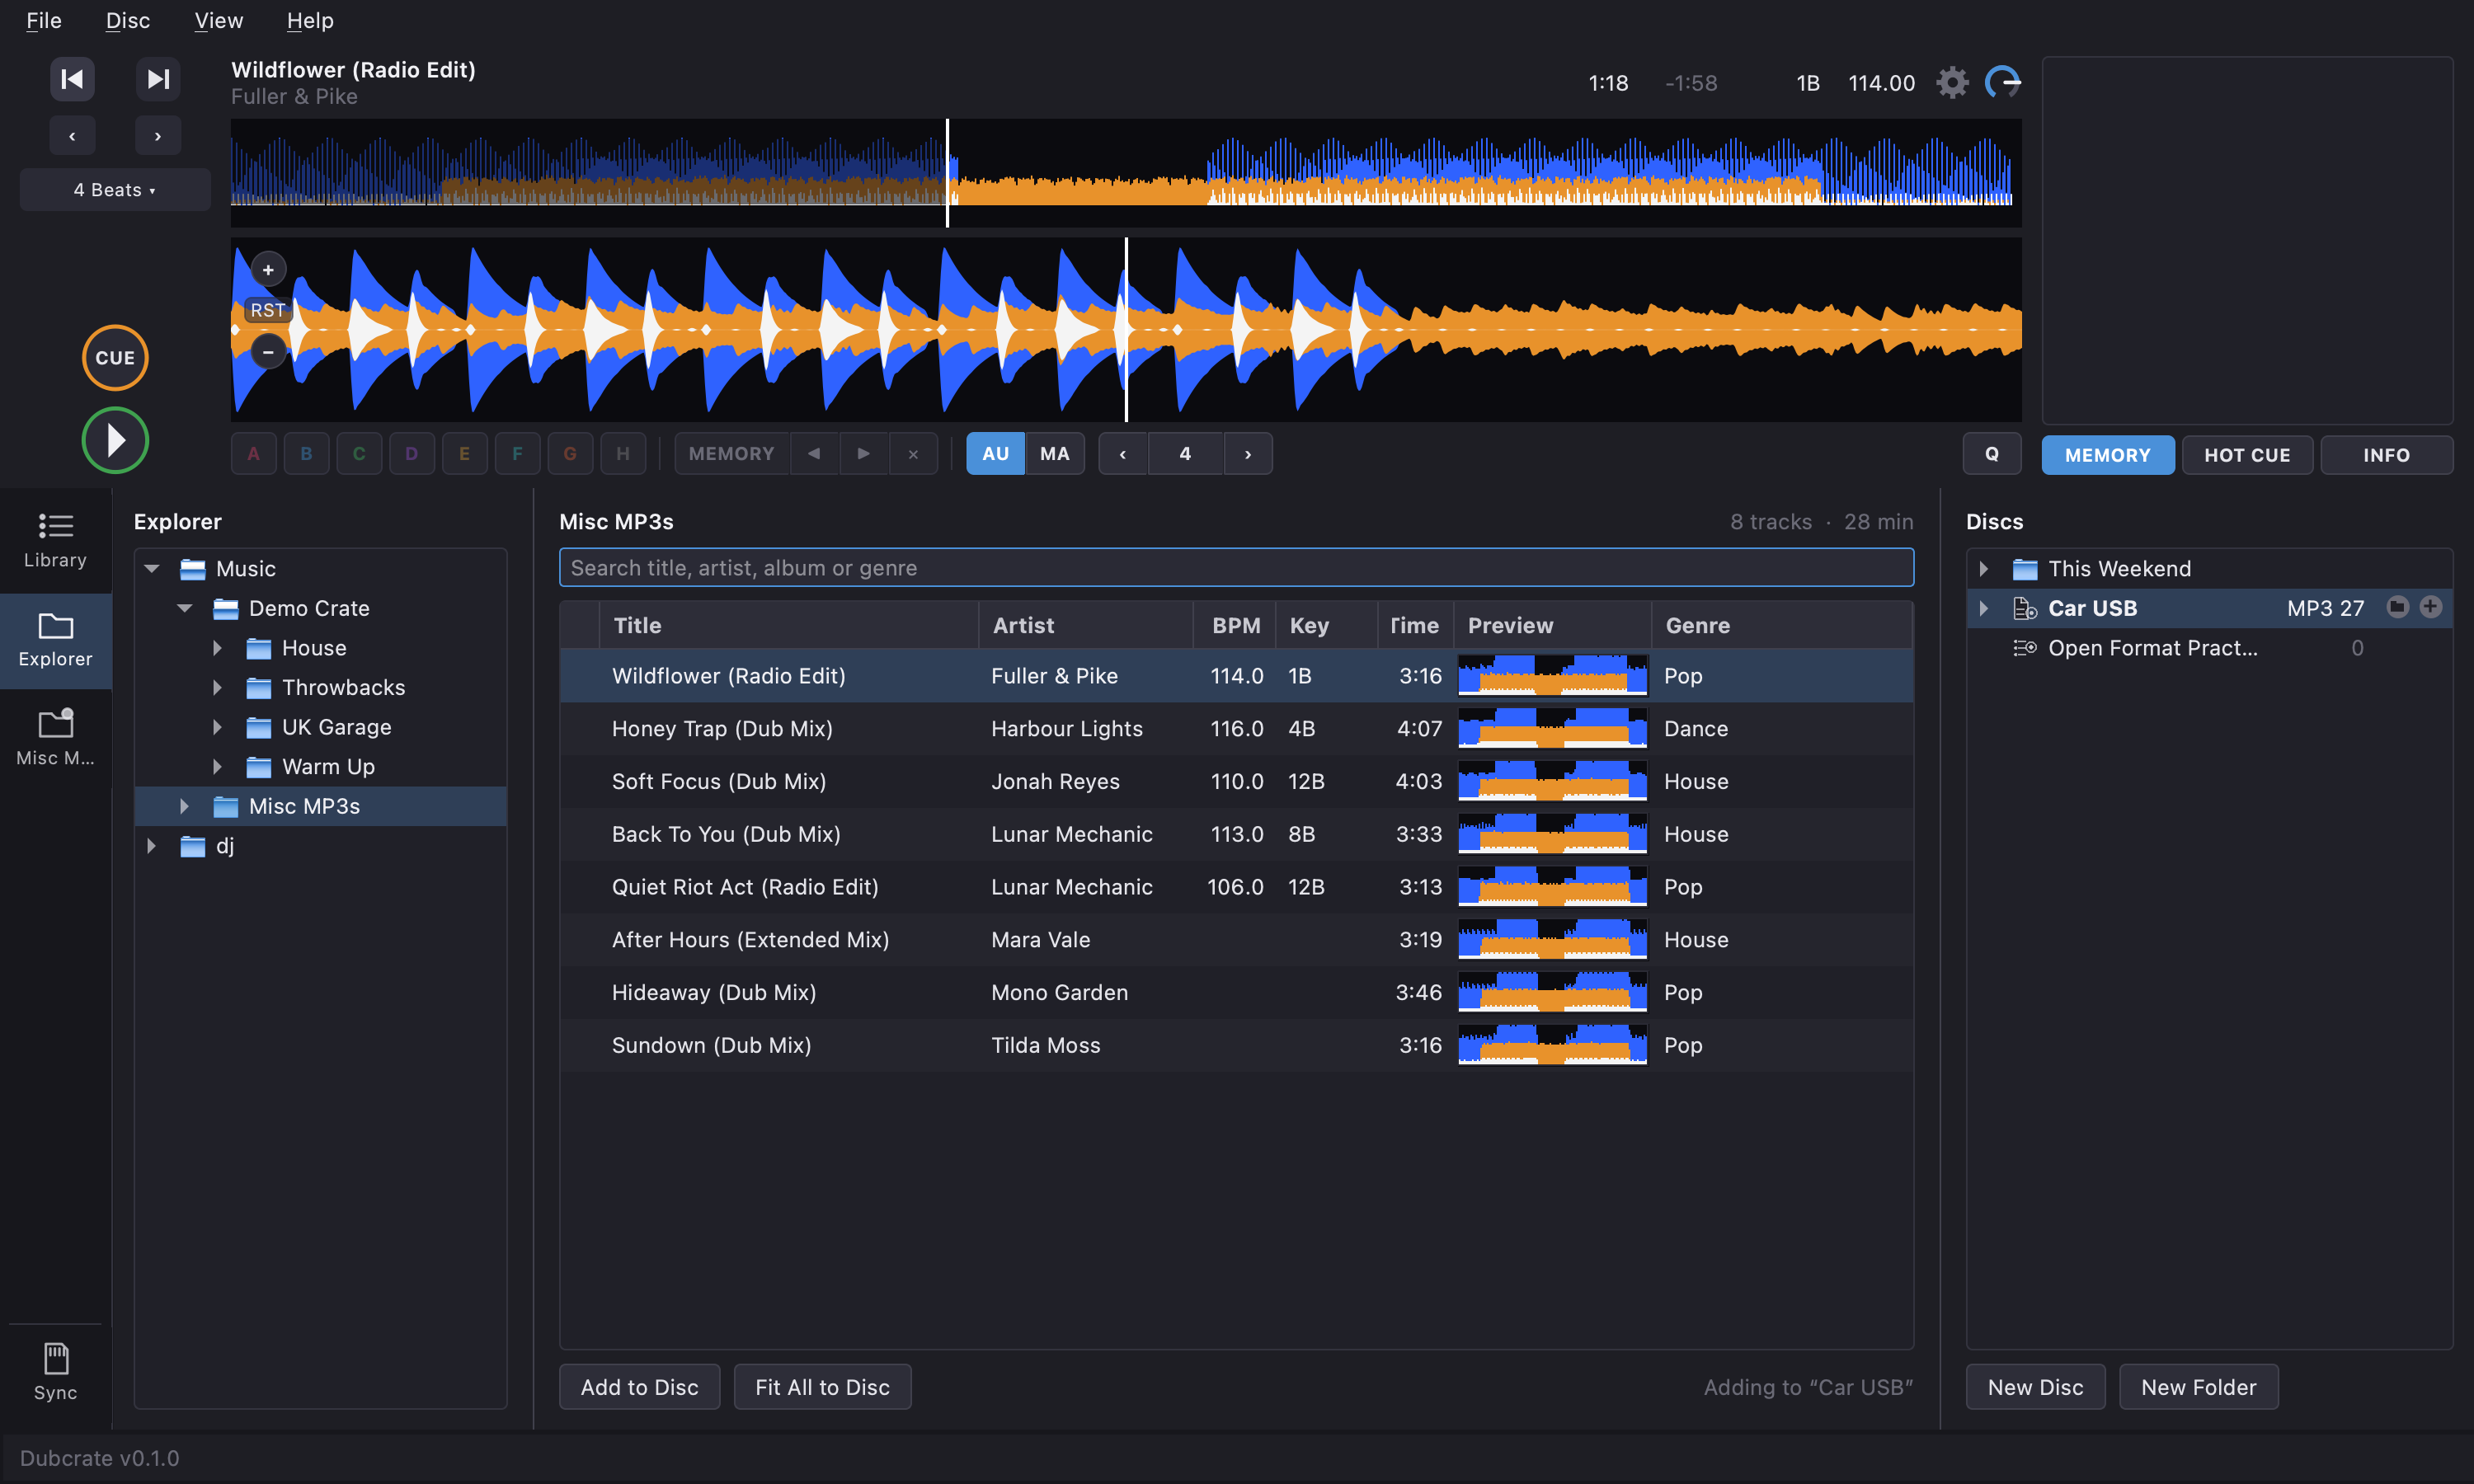 File Disc View Help
Wildflower (Radio Edit)
Fuller & Pike
1:18 -1:58 1B 114.00
4 Beats
RST
CUE
A B C D E F G H MEMORY AU MA 4 Q
MEMORY HOT CUE INFO
Library
Explorer
Misc M...
Sync
Explorer
Music
Demo Crate
House
Throwbacks
UK Garage
Warm Up
Misc MP3s
dj
Misc MP3s 8 tracks · 28 min
Search title, artist, album or genre
Title Artist BPM Key Time Preview Genre
Wildflower (Radio Edit) Fuller & Pike 114.0 1B 3:16 Pop
Honey Trap (Dub Mix) Harbour Lights 116.0 4B 4:07 Dance
Soft Focus (Dub Mix) Jonah Reyes 110.0 12B 4:03 House
Back To You (Dub Mix) Lunar Mechanic 113.0 8B 3:33 House
Quiet Riot Act (Radio Edit) Lunar Mechanic 106.0 12B 3:13 Pop
After Hours (Extended Mix) Mara Vale 3:19 House
Hideaway (Dub Mix) Mono Garden 3:46 Pop
Sundown (Dub Mix) Tilda Moss 3:16 Pop
Add to Disc Fit All to Disc Adding to “Car USB”
Discs
This Weekend
Car USB MP3 27
Open Format Pract... 0
New Disc New Folder
Dubcrate v0.1.0